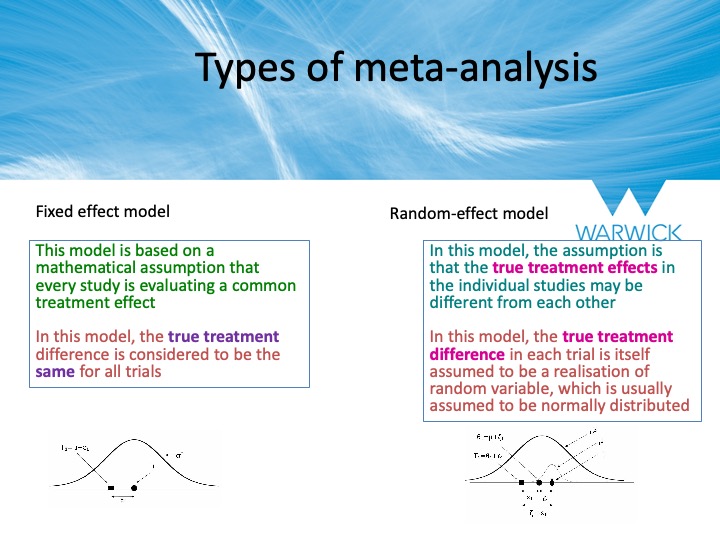 Types of meta-analysis
Fixed effect model
This model is based on a
mathematical assumption that
every study is evaluating a common
treatment effect
In this model, the true treatment
difference is considered to be the
same for all trials
Random-effect model
WARWICK
In this model, the assumption is
that the true treatment effects in
the individual studies may be
different from each other
In this model, the true treatment
difference in each trial is itself
assumed to be a realisation of
random variable, which is usually
assumed to be normally distributed